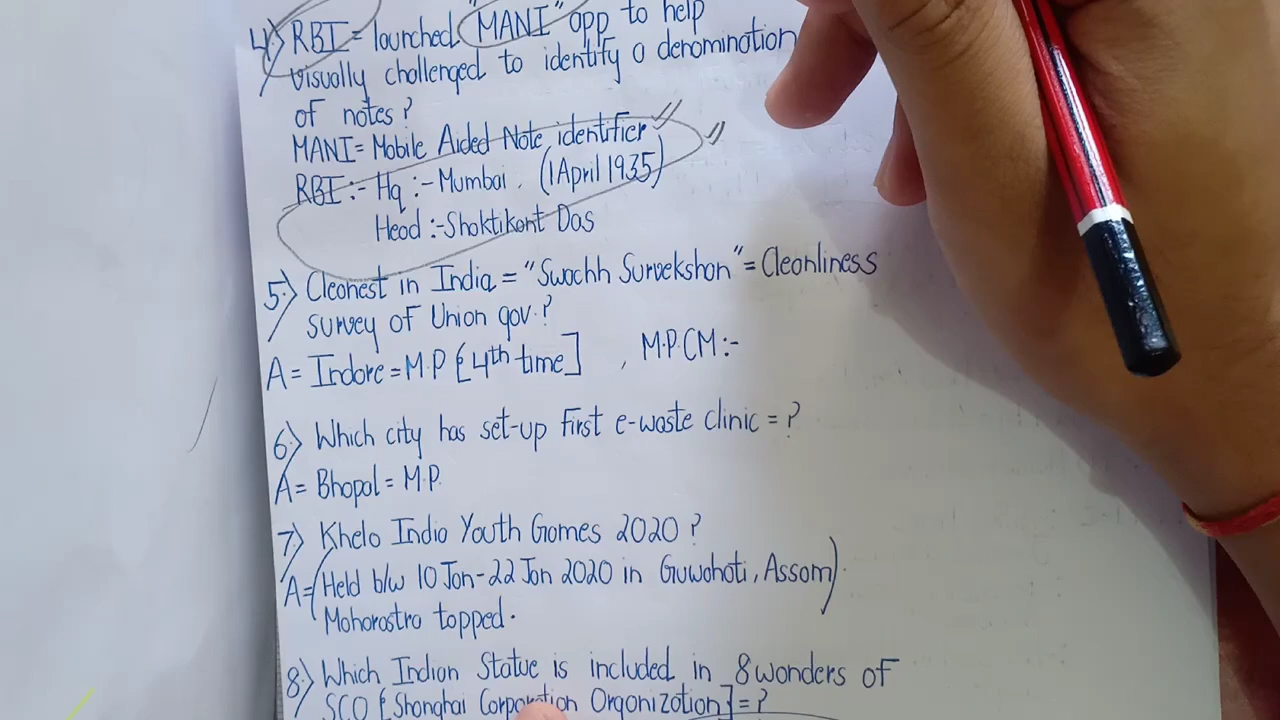 4) RBI = launched "MANI" app to help
visually challenged to identify a denomination
of notes ?
MANI = Mobile Aided Note identifier
RBI :- Hq :- Mumbai. (1 April 1935)
Head :- Shaktikant Das
5) Cleanest in India = "Swachh Survekshan" = Cleanliness
survey of Union gov. ?
A = Indore = M.P [4th time] , M.P CM :-
6) Which city has set-up First e-waste clinic = ?
A = Bhopal = M.P.
7) Khelo India Youth Games 2020 ?
A = (Held b/w 10 Jan-22 Jan 2020 in Guwahati, Assam)
Maharastra topped.
8) Which Indian Statue is included in 8 wonders of
SCO [Shanghai Corporation Organization] = ?